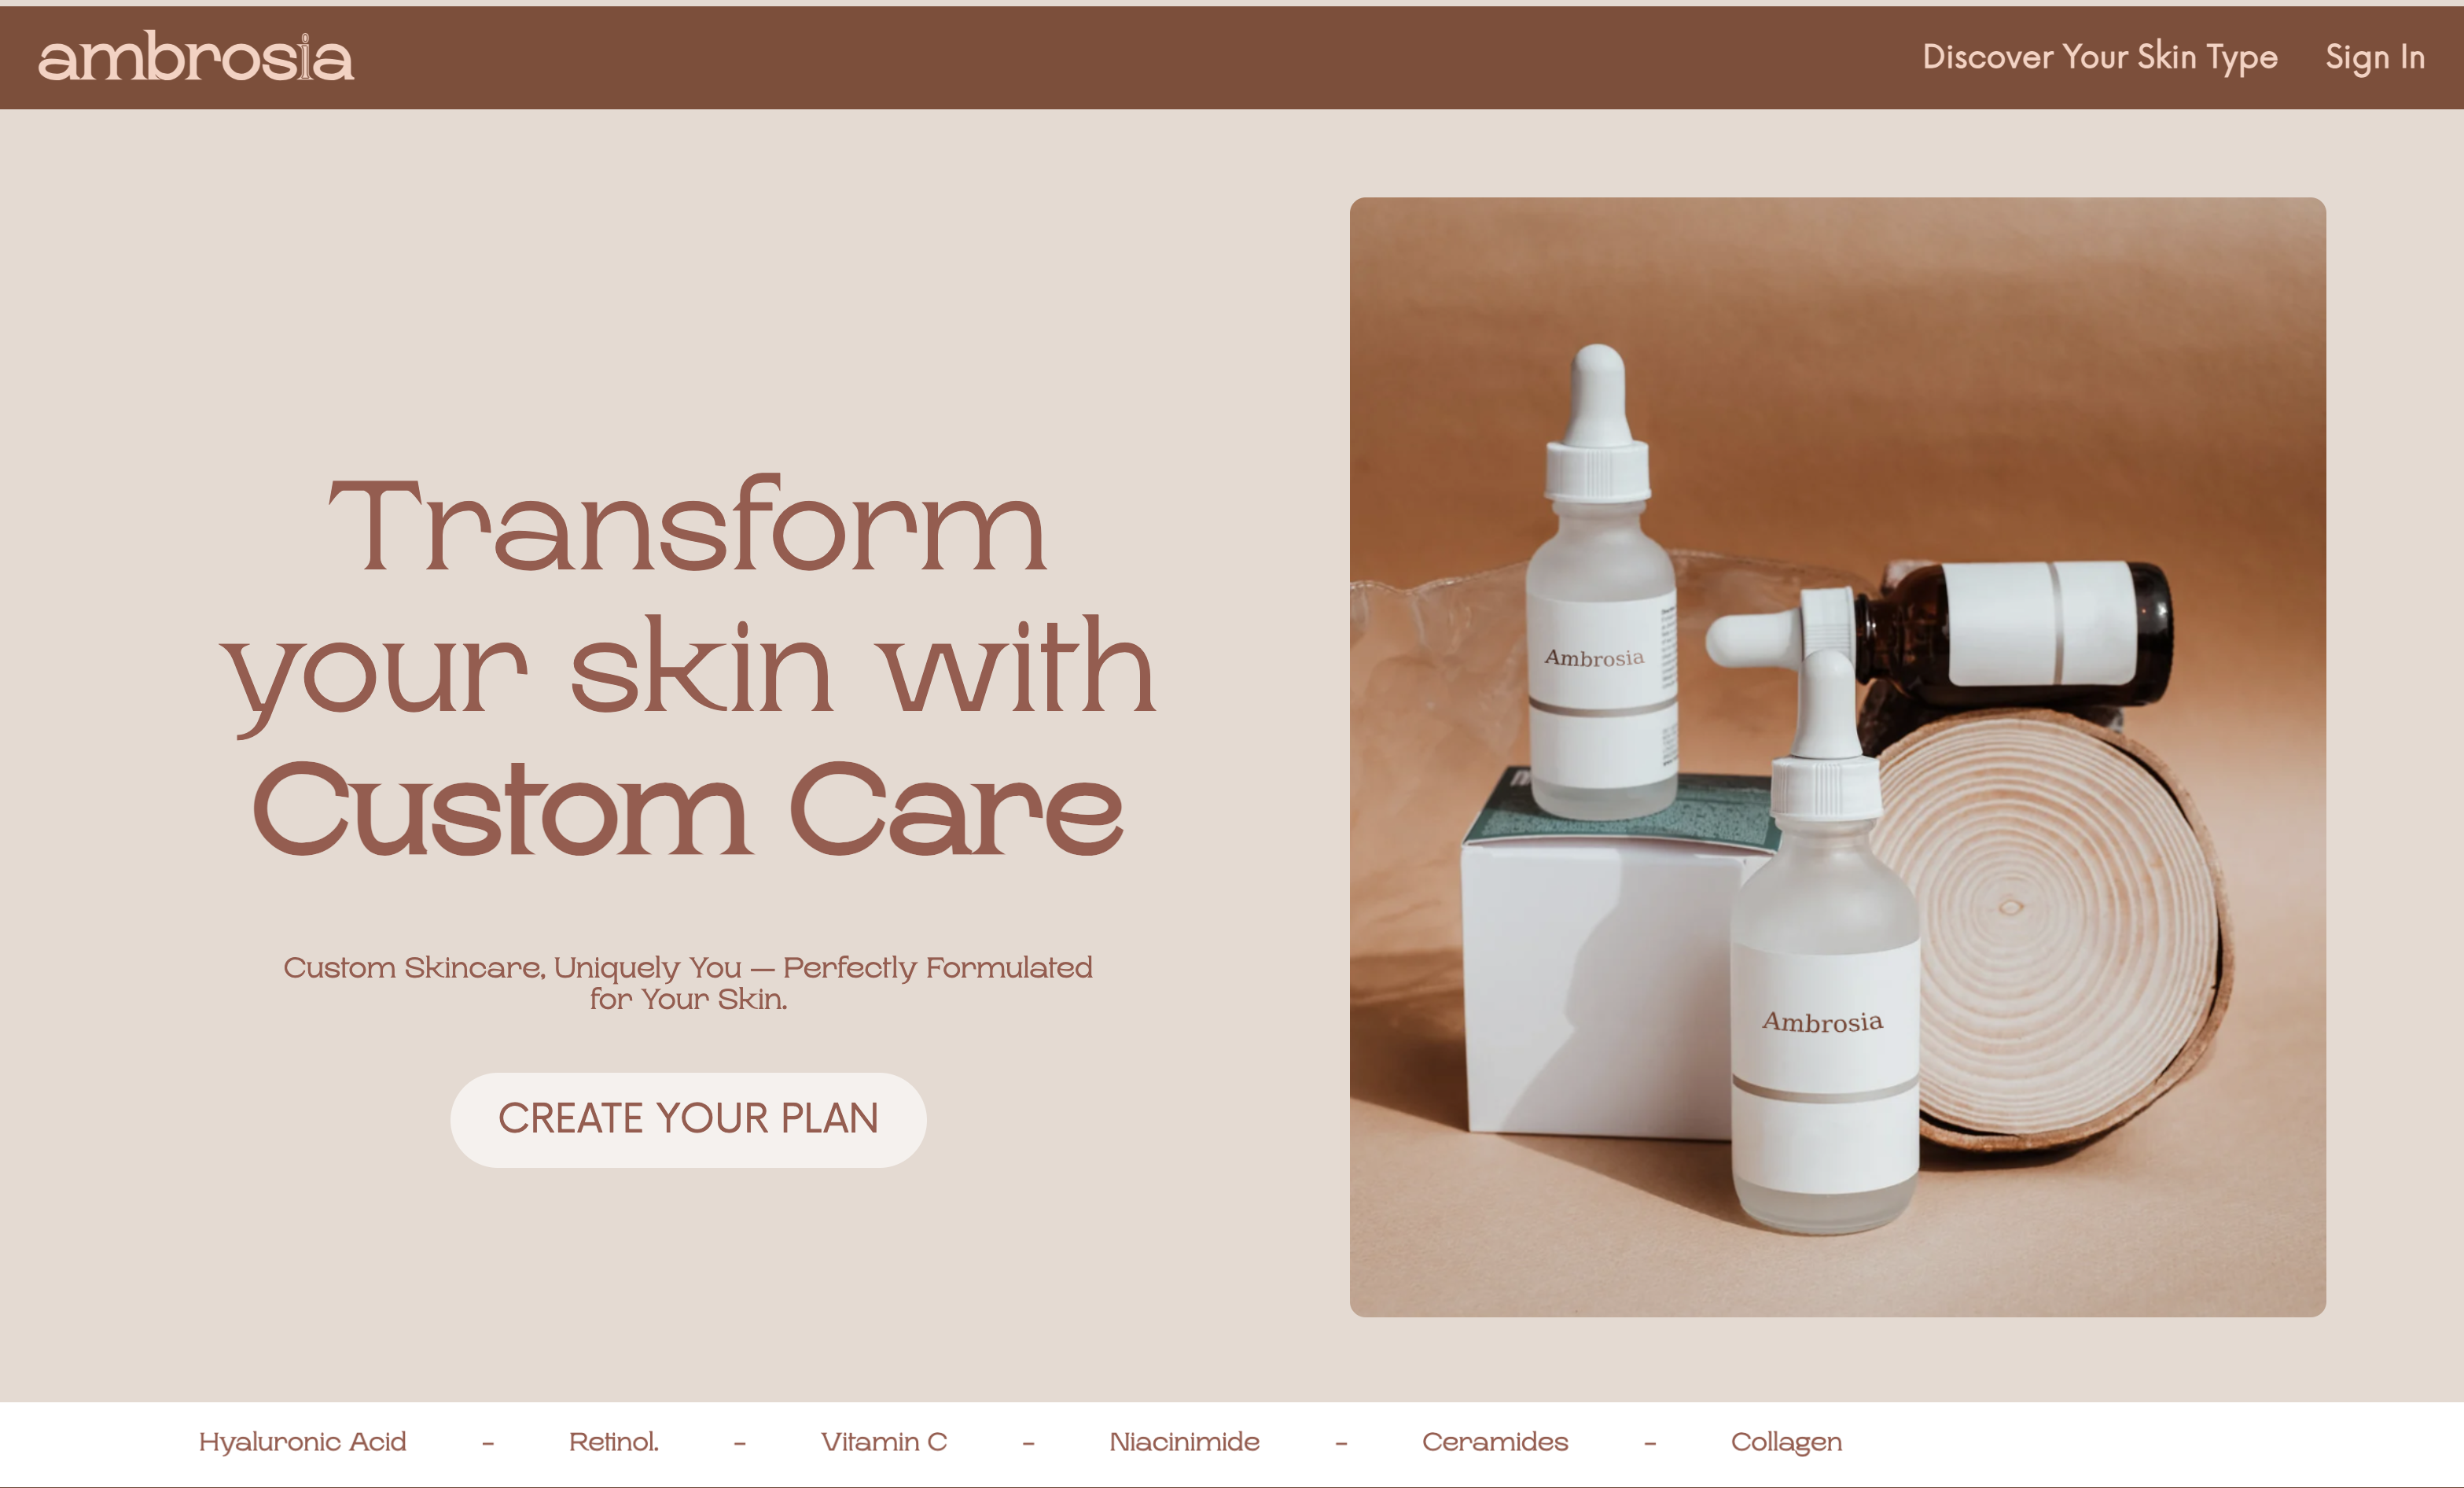 ambrosia
Discover Your Skin Type
Sign In
Transform
your skin with
Custom Care
Custom Skincare, Uniquely You — Perfectly Formulated
for Your Skin.
CREATE YOUR PLAN
Ambrosia
Ambrosia
Hyaluronic Acid - Retinol. - Vitamin C - Niacinimide - Ceramides - Collagen